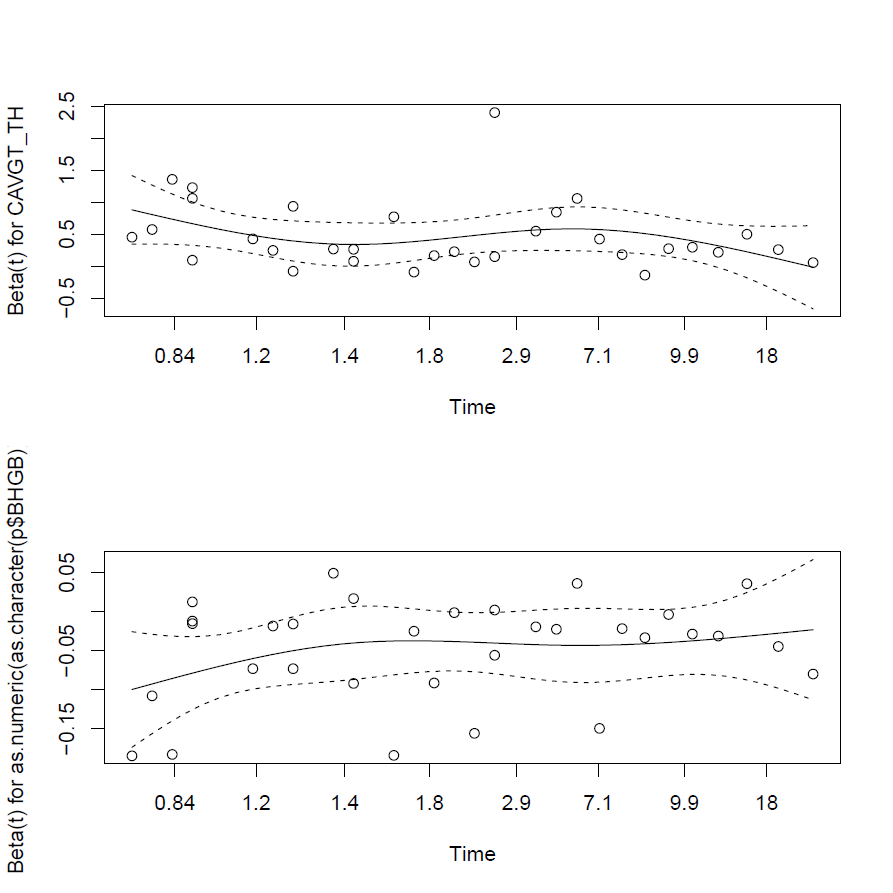 Beta(t) for CAVGT_TH
2.5
1.5
0.5
−0.5
0.84 1.2 1.4 1.8 2.9 7.1 9.9 18
Time
Beta(t) for as.numeric(as.character(p$BHGB)
0.05
−0.05
−0.15
0.84 1.2 1.4 1.8 2.9 7.1 9.9 18
Time